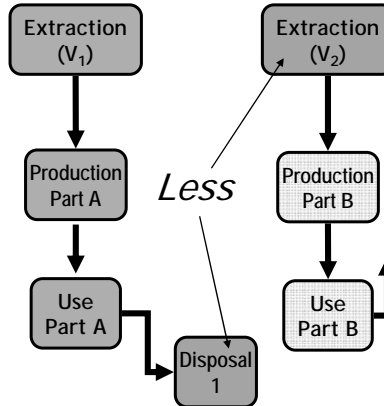 Extraction
(V₁)
Extraction
(V₂)
Production
Part A
Less
Production
Part B
Use
Part A
Use
Part B
Disposal
1